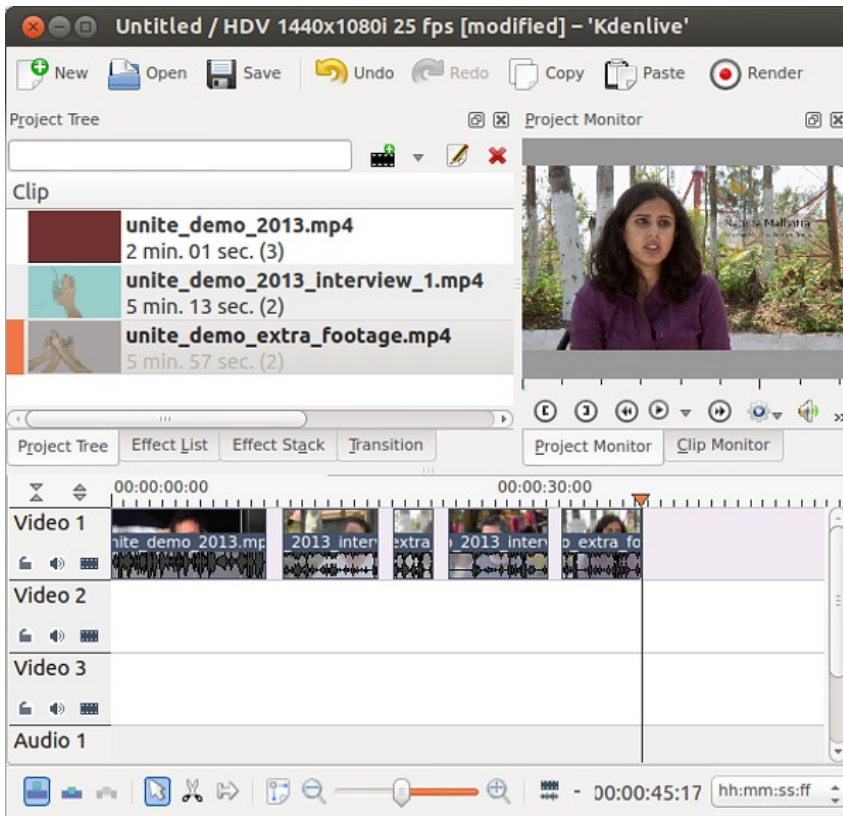 Untitled / HDV 1440x1080i 25 fps [modified] – 'Kdenlive'
New Open Save Undo Redo Copy Paste Render
Project Tree
Project Monitor
Clip
unite_demo_2013.mp4
2 min. 01 sec. (3)
unite_demo_2013_interview_1.mp4
5 min. 13 sec. (2)
unite_demo_extra_footage.mp4
5 min. 57 sec. (2)
Namita Malhotra
Project Tree Effect List Effect Stack Transition
Project Monitor Clip Monitor
00:00:00:00 00:00:30:00
Video 1
nite_demo_2013.mp _2013_interv extra o_2013_interv o_extra_fo
Video 2
Video 3
Audio 1
- 00:00:45:17 hh:mm:ss:ff